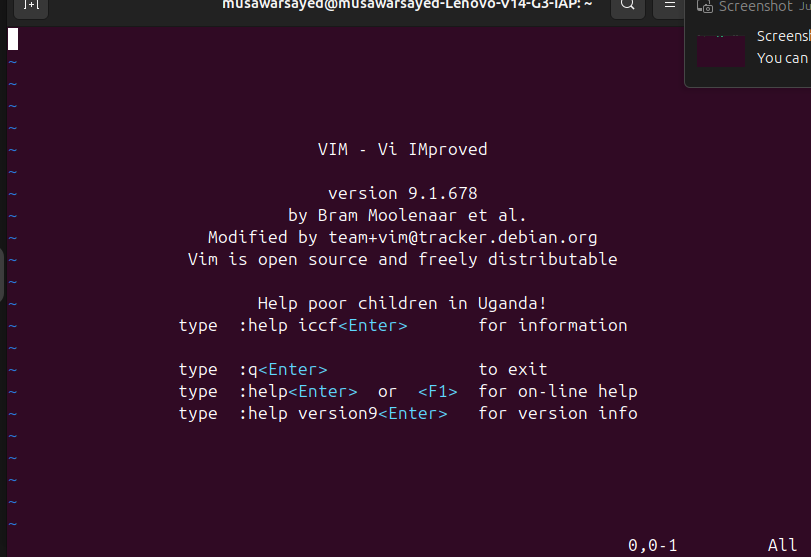 musawarsayed@musawarsayed-Lenovo-V14-G3-IAP: ~
Screenshot Ju
Screensh
You can
~
~
~
~
~ VIM - Vi IMproved
~
~ version 9.1.678
~ by Bram Moolenaar et al.
~ Modified by team+vim@tracker.debian.org
~ Vim is open source and freely distributable
~
~ Help poor children in Uganda!
~ type :help iccf<Enter> for information
~
~ type :q<Enter> to exit
~ type :help<Enter> or <F1> for on-line help
~ type :help version9<Enter> for version info
~
~
~
~
~
0,0-1 All